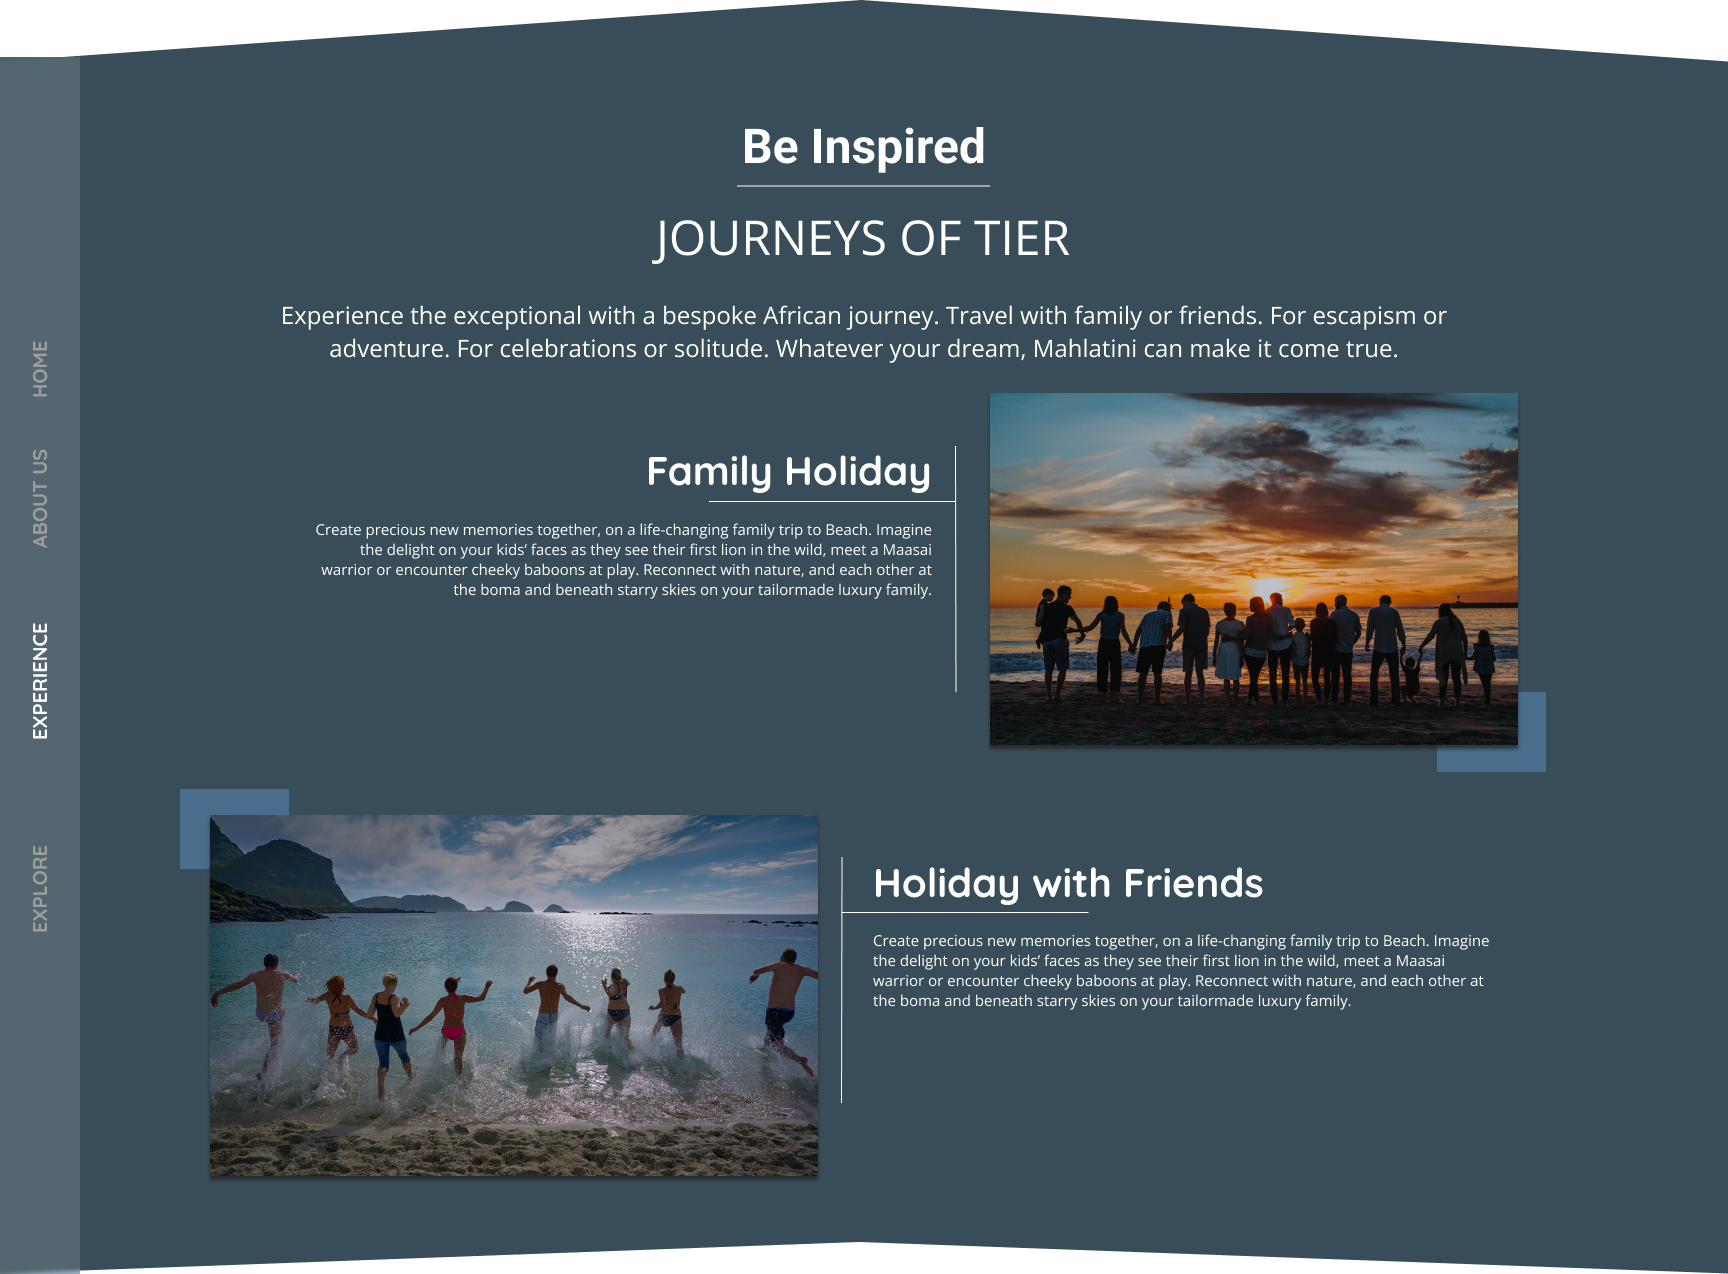 Be Inspired
JOURNEYS OF TIER
Experience the exceptional with a bespoke African journey. Travel with family or friends. For escapism or
adventure. For celebrations or solitude. Whatever your dream, Mahlatini can make it come true.
HOME
ABOUT US
EXPERIENCE
EXPLORE
Family Holiday
Create precious new memories together, on a life-changing family trip to Beach. Imagine
the delight on your kids’ faces as they see their first lion in the wild, meet a Maasai
warrior or encounter cheeky baboons at play. Reconnect with nature, and each other at
the boma and beneath starry skies on your tailormade luxury family.
Holiday with Friends
Create precious new memories together, on a life-changing family trip to Beach. Imagine
the delight on your kids’ faces as they see their first lion in the wild, meet a Maasai
warrior or encounter cheeky baboons at play. Reconnect with nature, and each other at
the boma and beneath starry skies on your tailormade luxury family.